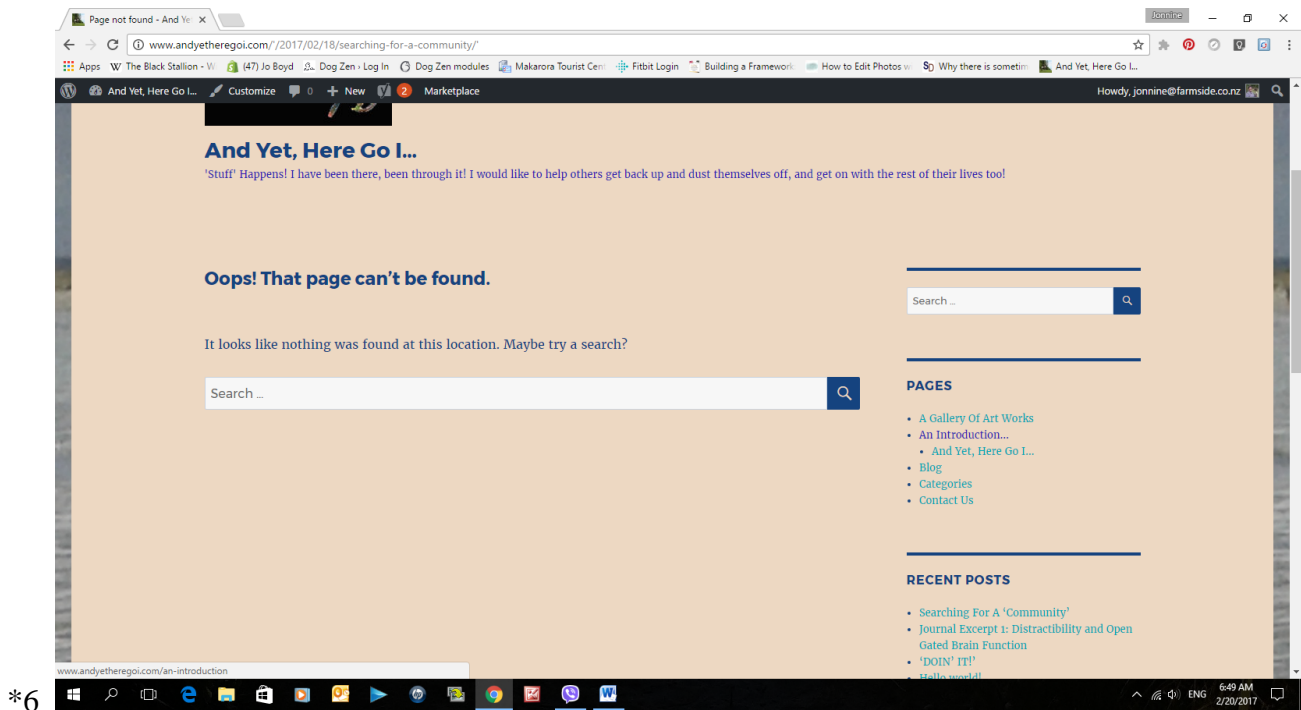 Page not found - And Ye
Jonnine
www.andyetheregoi.com/'/2017/02/18/searching-for-a-community/'
Apps The Black Stallion - W (47) Jo Boyd Dog Zen › Log In Dog Zen modules Makarora Tourist Cen Fitbit Login Building a Framework How to Edit Photos w Why there is sometim And Yet, Here Go I...
And Yet, Here Go I... Customize 0 + New 2 Marketplace Howdy, jonnine@farmside.co.nz
And Yet, Here Go I...
'Stuff' Happens! I have been there, been through it! I would like to help others get back up and dust themselves off, and get on with the rest of their lives too!
Oops! That page can't be found.
It looks like nothing was found at this location. Maybe try a search?
Search ...
Search ...
PAGES
• A Gallery Of Art Works
• An Introduction...
• And Yet, Here Go I...
• Blog
• Categories
• Contact Us
RECENT POSTS
• Searching For A 'Community'
• Journal Excerpt 1: Distractibility and Open
Gated Brain Function
• 'DOIN' IT!'
• Hello world!
www.andyetheregoi.com/an-introduction
*6
ENG 6:49 AM
2/20/2017